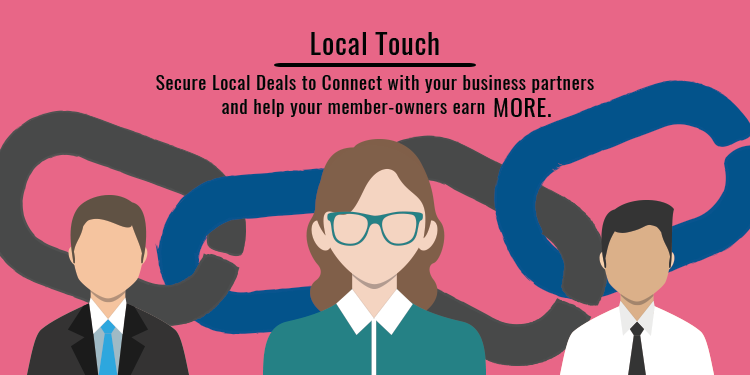 Local Touch
Secure Local Deals to Connect with your business partners
and help your member-owners earn MORE.